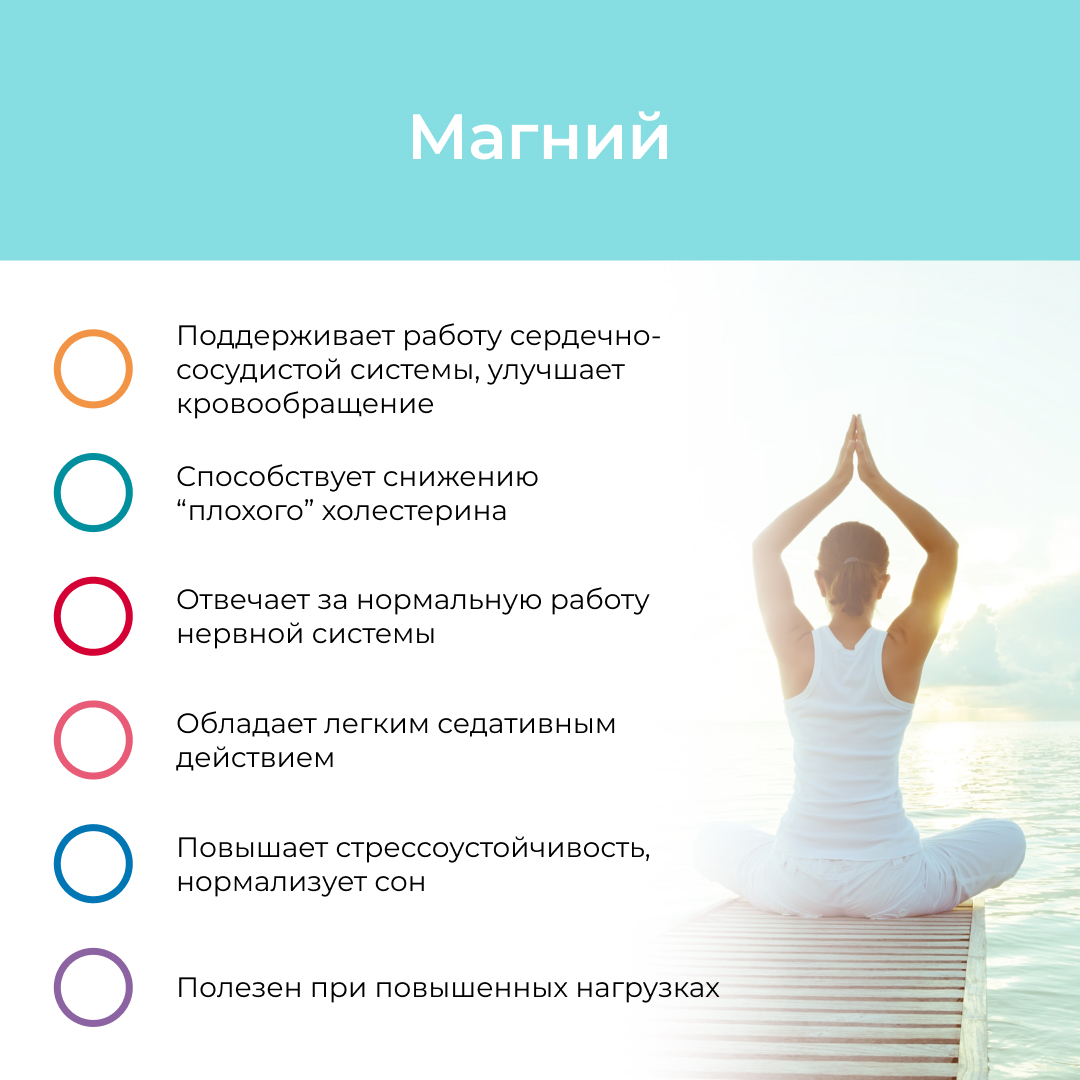 Магний
Поддерживает работу сердечно-
сосудистой системы, улучшает
кровообращение
Способствует снижению
“плохого” холестерина
Отвечает за нормальную работу
нервной системы
Обладает легким седативным
действием
Повышает стрессоустойчивость,
нормализует сон
Полезен при повышенных нагрузках